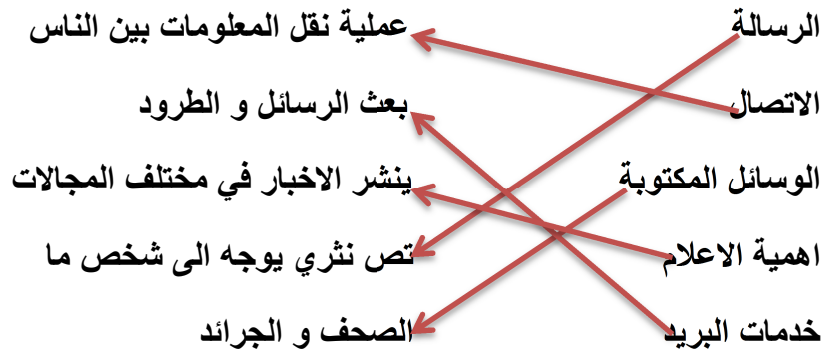 الرسالة عملية نقل المعلومات بين الناس
الاتصال بعث الرسائل و الطرود
الوسائل المكتوبة ينشر الاخبار في مختلف المجالات
اهمية الاعلام تص نثري يوجه الى شخص ما
خدمات البريد الصحف و الجرائد